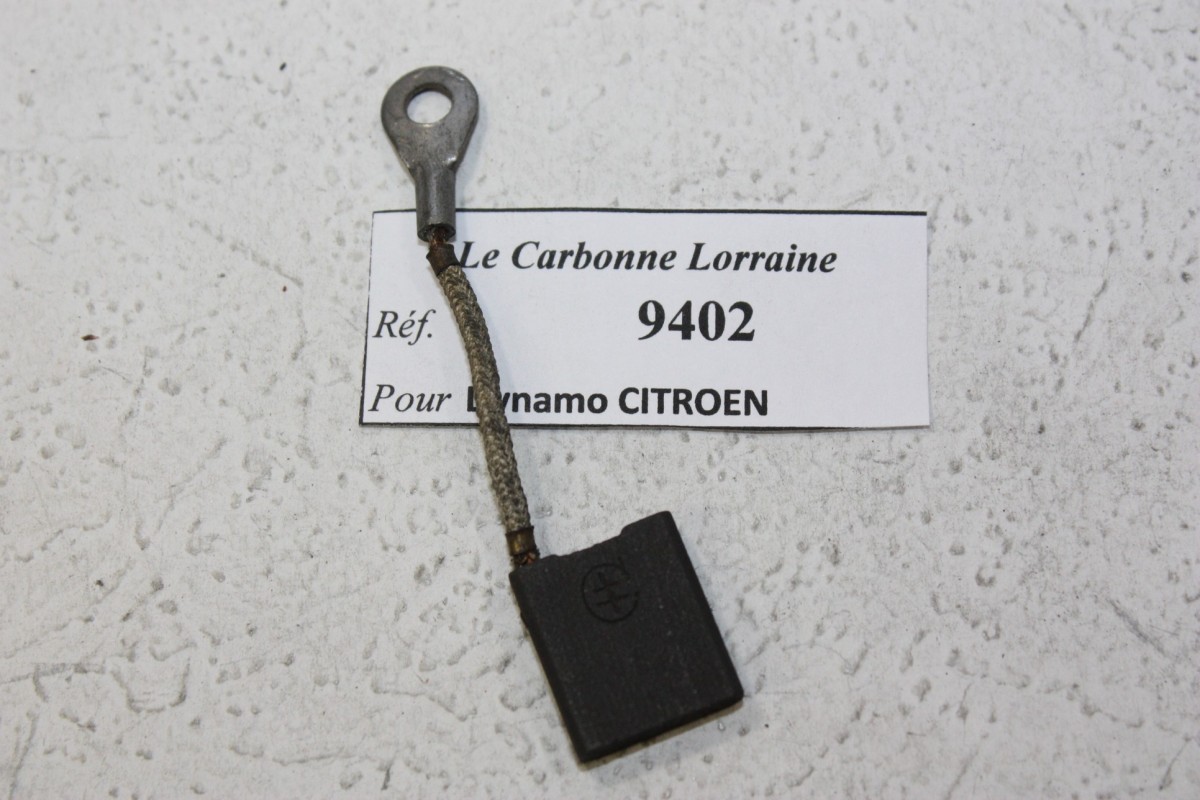 Le Carbonne Lorraine
Réf. 9402
Pour Dynamo CITROEN